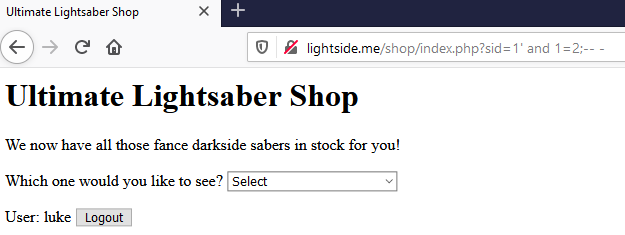 Ultimate Lightsaber Shop
lightside.me/shop/index.php?sid=1' and 1=2;-- -
Ultimate Lightsaber Shop
We now have all those fance darkside sabers in stock for you!
Which one would you like to see? Select
User: luke Logout